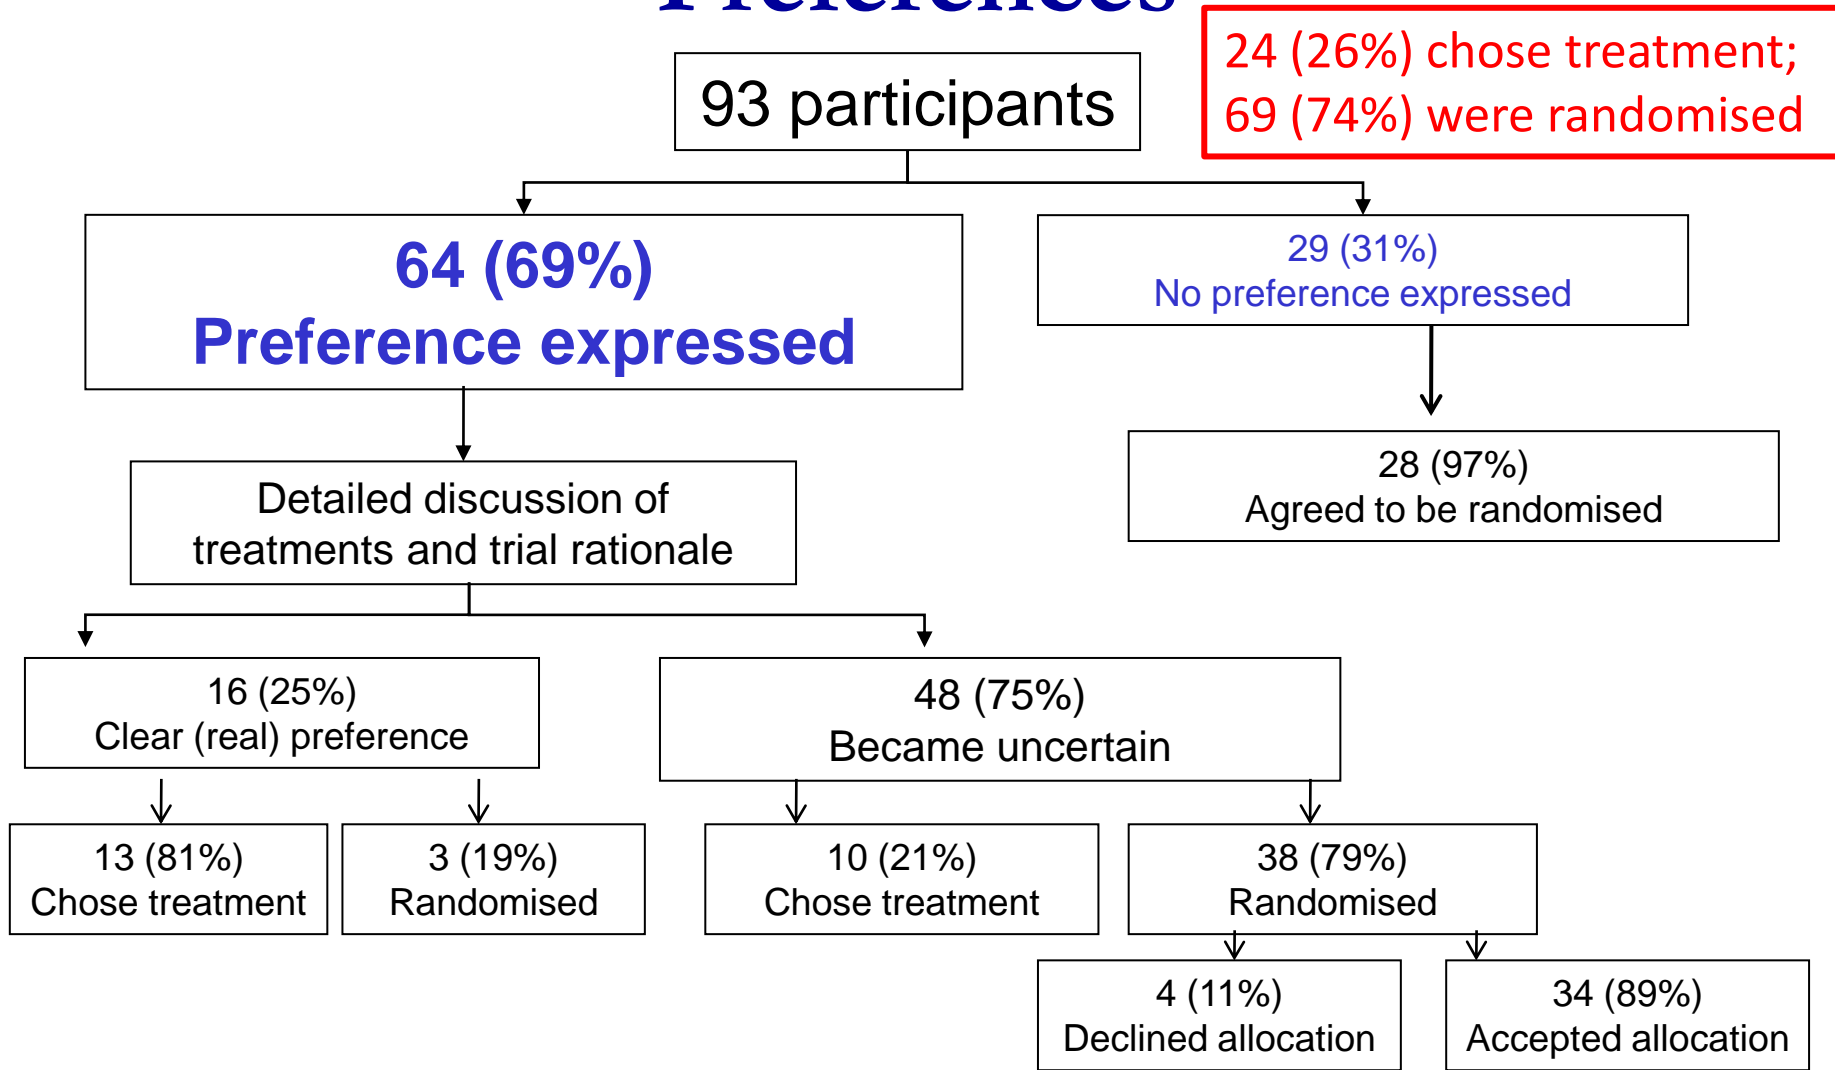 Preferences
24 (26%) chose treatment;
69 (74%) were randomised
93 participants
64 (69%)
Preference expressed
29 (31%)
No preference expressed
28 (97%)
Agreed to be randomised
Detailed discussion of
treatments and trial rationale
16 (25%)
Clear (real) preference
48 (75%)
Became uncertain
13 (81%)
Chose treatment
3 (19%)
Randomised
10 (21%)
Chose treatment
38 (79%)
Randomised
4 (11%)
Declined allocation
34 (89%)
Accepted allocation